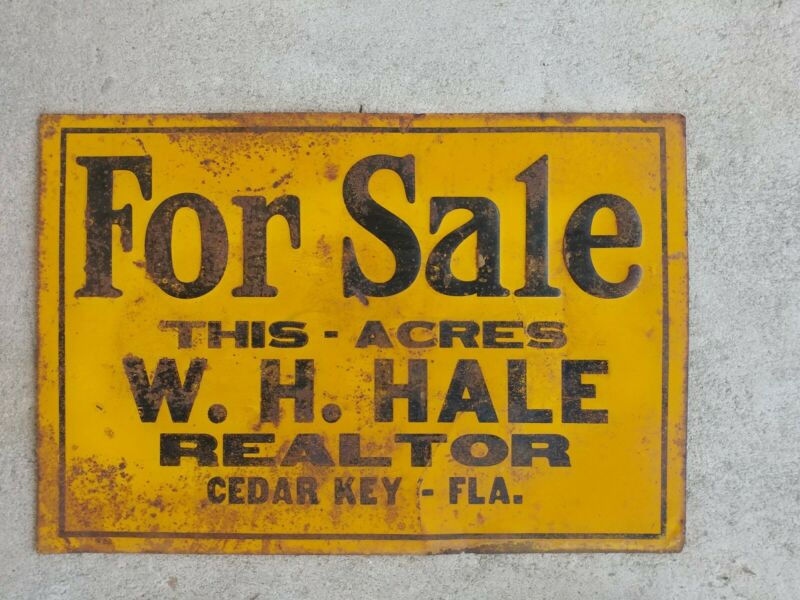 For Sale
THIS - ACRES
W. H. HALE
REALTOR
CEDAR KEY - FLA.